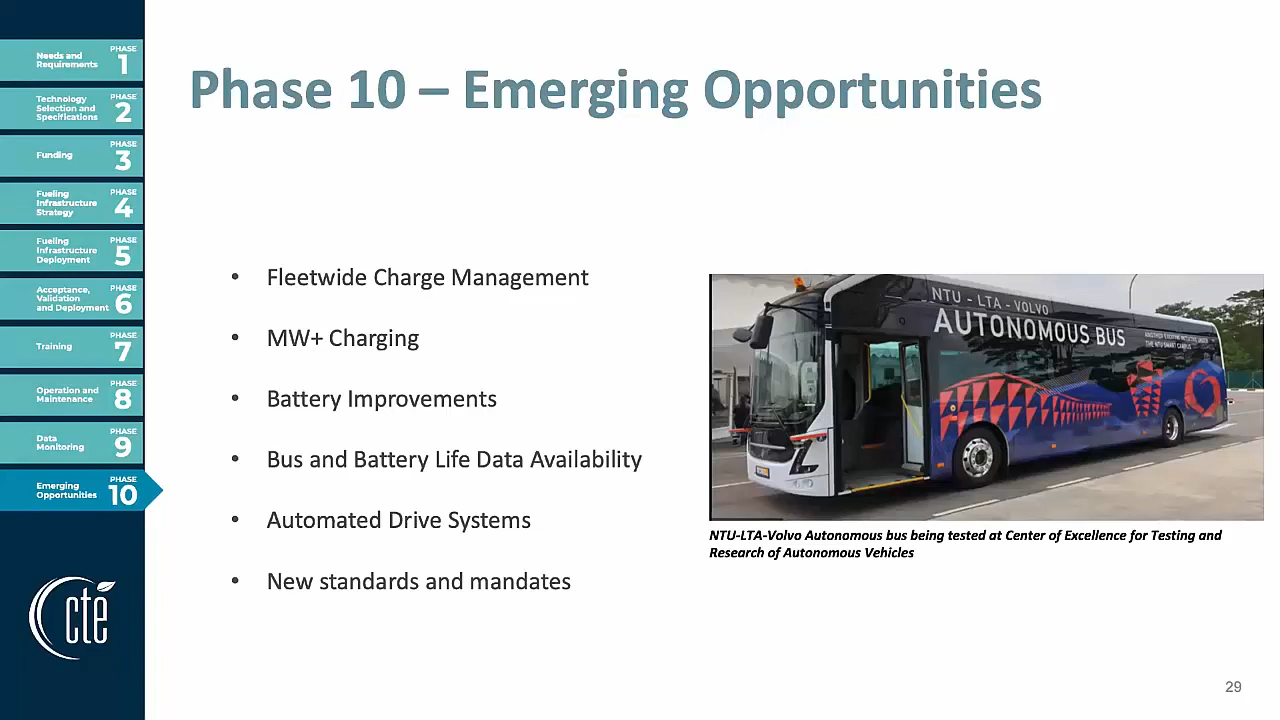 Needs and
Requirements
PHASE
1
Technology
Selection and
Specifications
PHASE
2
Funding
PHASE
3
Fueling
Infrastructure
Strategy
PHASE
4
Fueling
Infrastructure
Deployment
PHASE
5
Acceptance,
Validation
and Deployment
PHASE
6
Training
PHASE
7
Operation and
Maintenance
PHASE
8
Data
Monitoring
PHASE
9
Emerging
Opportunities
PHASE
10
cte
Phase 10 – Emerging Opportunities
• Fleetwide Charge Management
• MW+ Charging
• Battery Improvements
• Bus and Battery Life Data Availability
• Automated Drive Systems
• New standards and mandates
NTU - LTA - VOLVO
AUTONOMOUS BUS
NTU-LTA-Volvo Autonomous bus being tested at Center of Excellence for Testing and
Research of Autonomous Vehicles
29